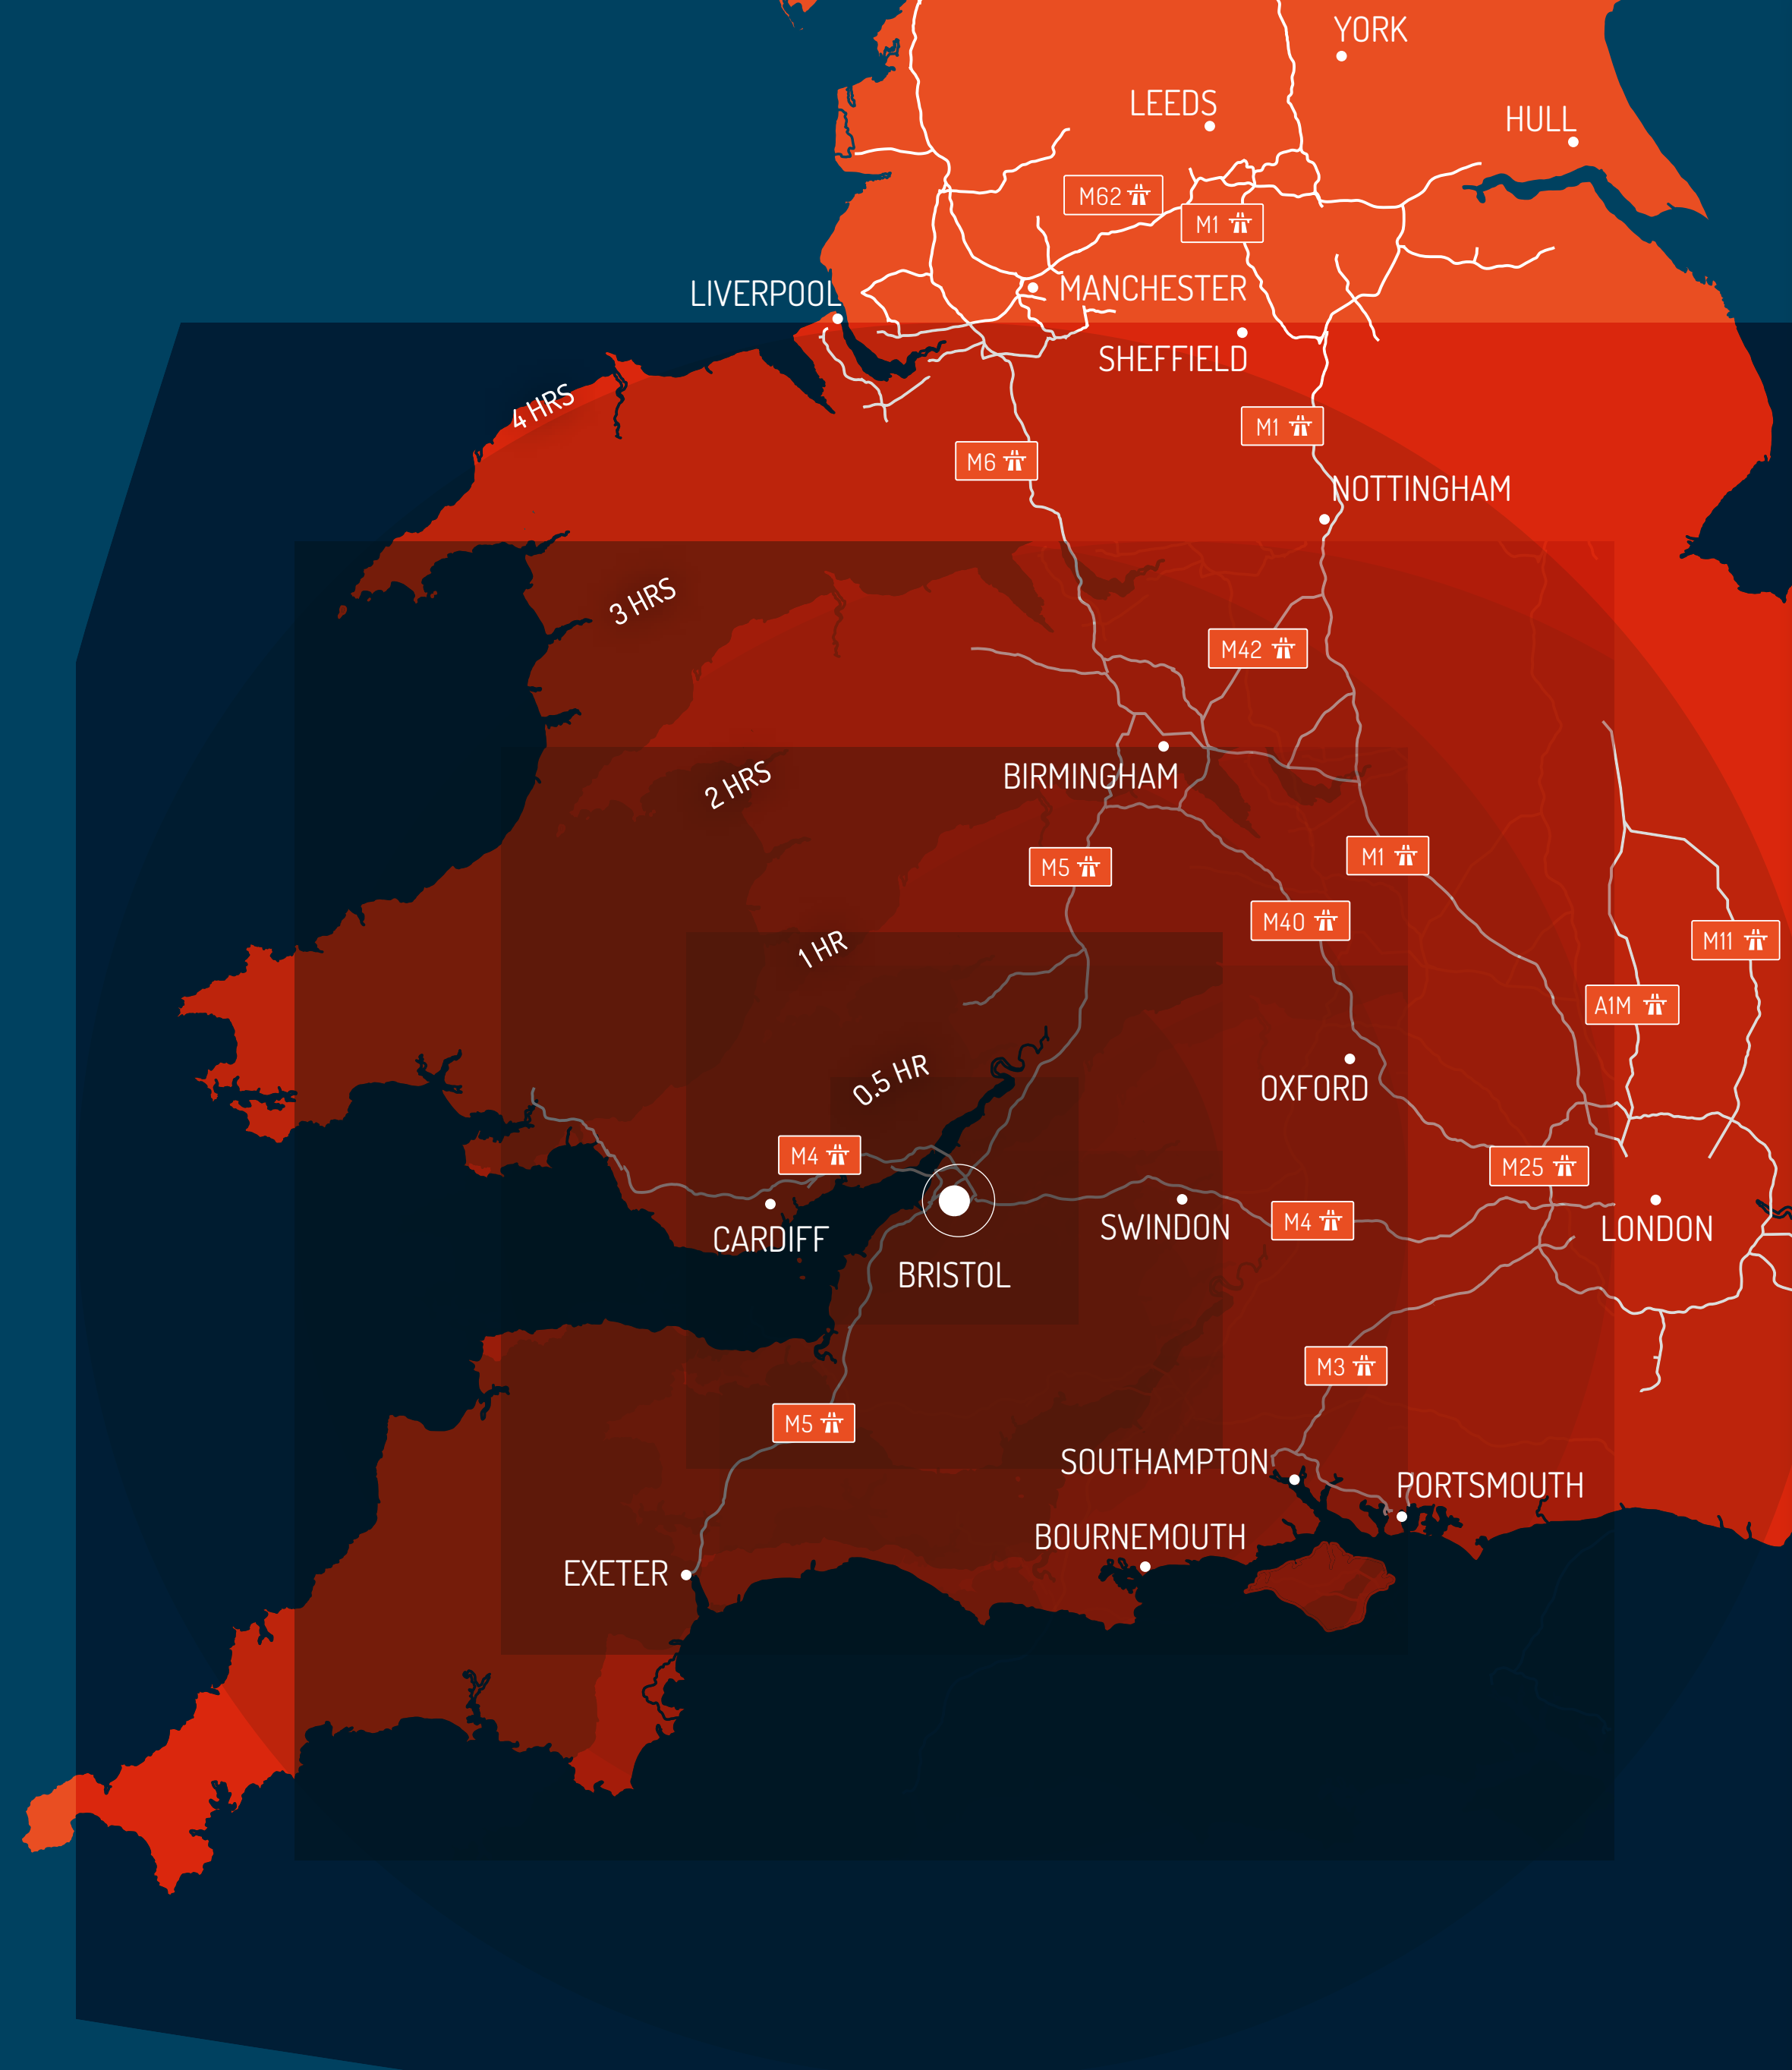 YORK
LEEDS
HULL
M62
M1
LIVERPOOL
MANCHESTER
SHEFFIELD
4 HRS
M1
M6
NOTTINGHAM
3 HRS
M42
2 HRS
BIRMINGHAM
M5
M1
M40
M11
1 HR
A1M
0.5 HR
OXFORD
M4
M25
CARDIFF
SWINDON
M4
LONDON
BRISTOL
M3
M5
SOUTHAMPTON
PORTSMOUTH
BOURNEMOUTH
EXETER